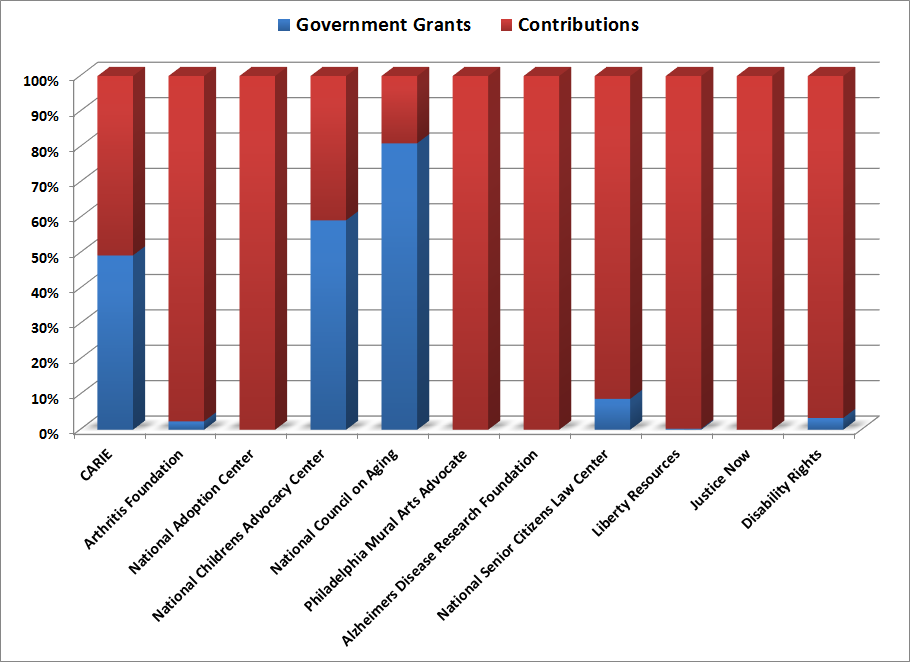 Government Grants Contributions
100%
90%
80%
70%
60%
50%
40%
30%
20%
10%
0%
CARIE
Arthritis Foundation
National Adoption Center
National Childrens Advocacy Center
National Council on Aging
Philadelphia Mural Arts Advocate
Alzheimers Disease Research Foundation
National Senior Citizens Law Center
Liberty Resources
Justice Now
Disability Rights